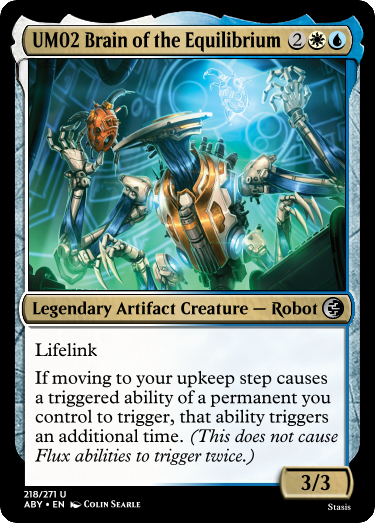 UM02 Brain of the Equilibrium 2
Legendary Artifact Creature — Robot
Lifelink
If moving to your upkeep step causes
a triggered ability of a permanent you
control to trigger, that ability triggers
an additional time. (This does not cause
Flux abilities to trigger twice.)
3/3
218/271 U
ABY • EN Colin Searle
Stasis